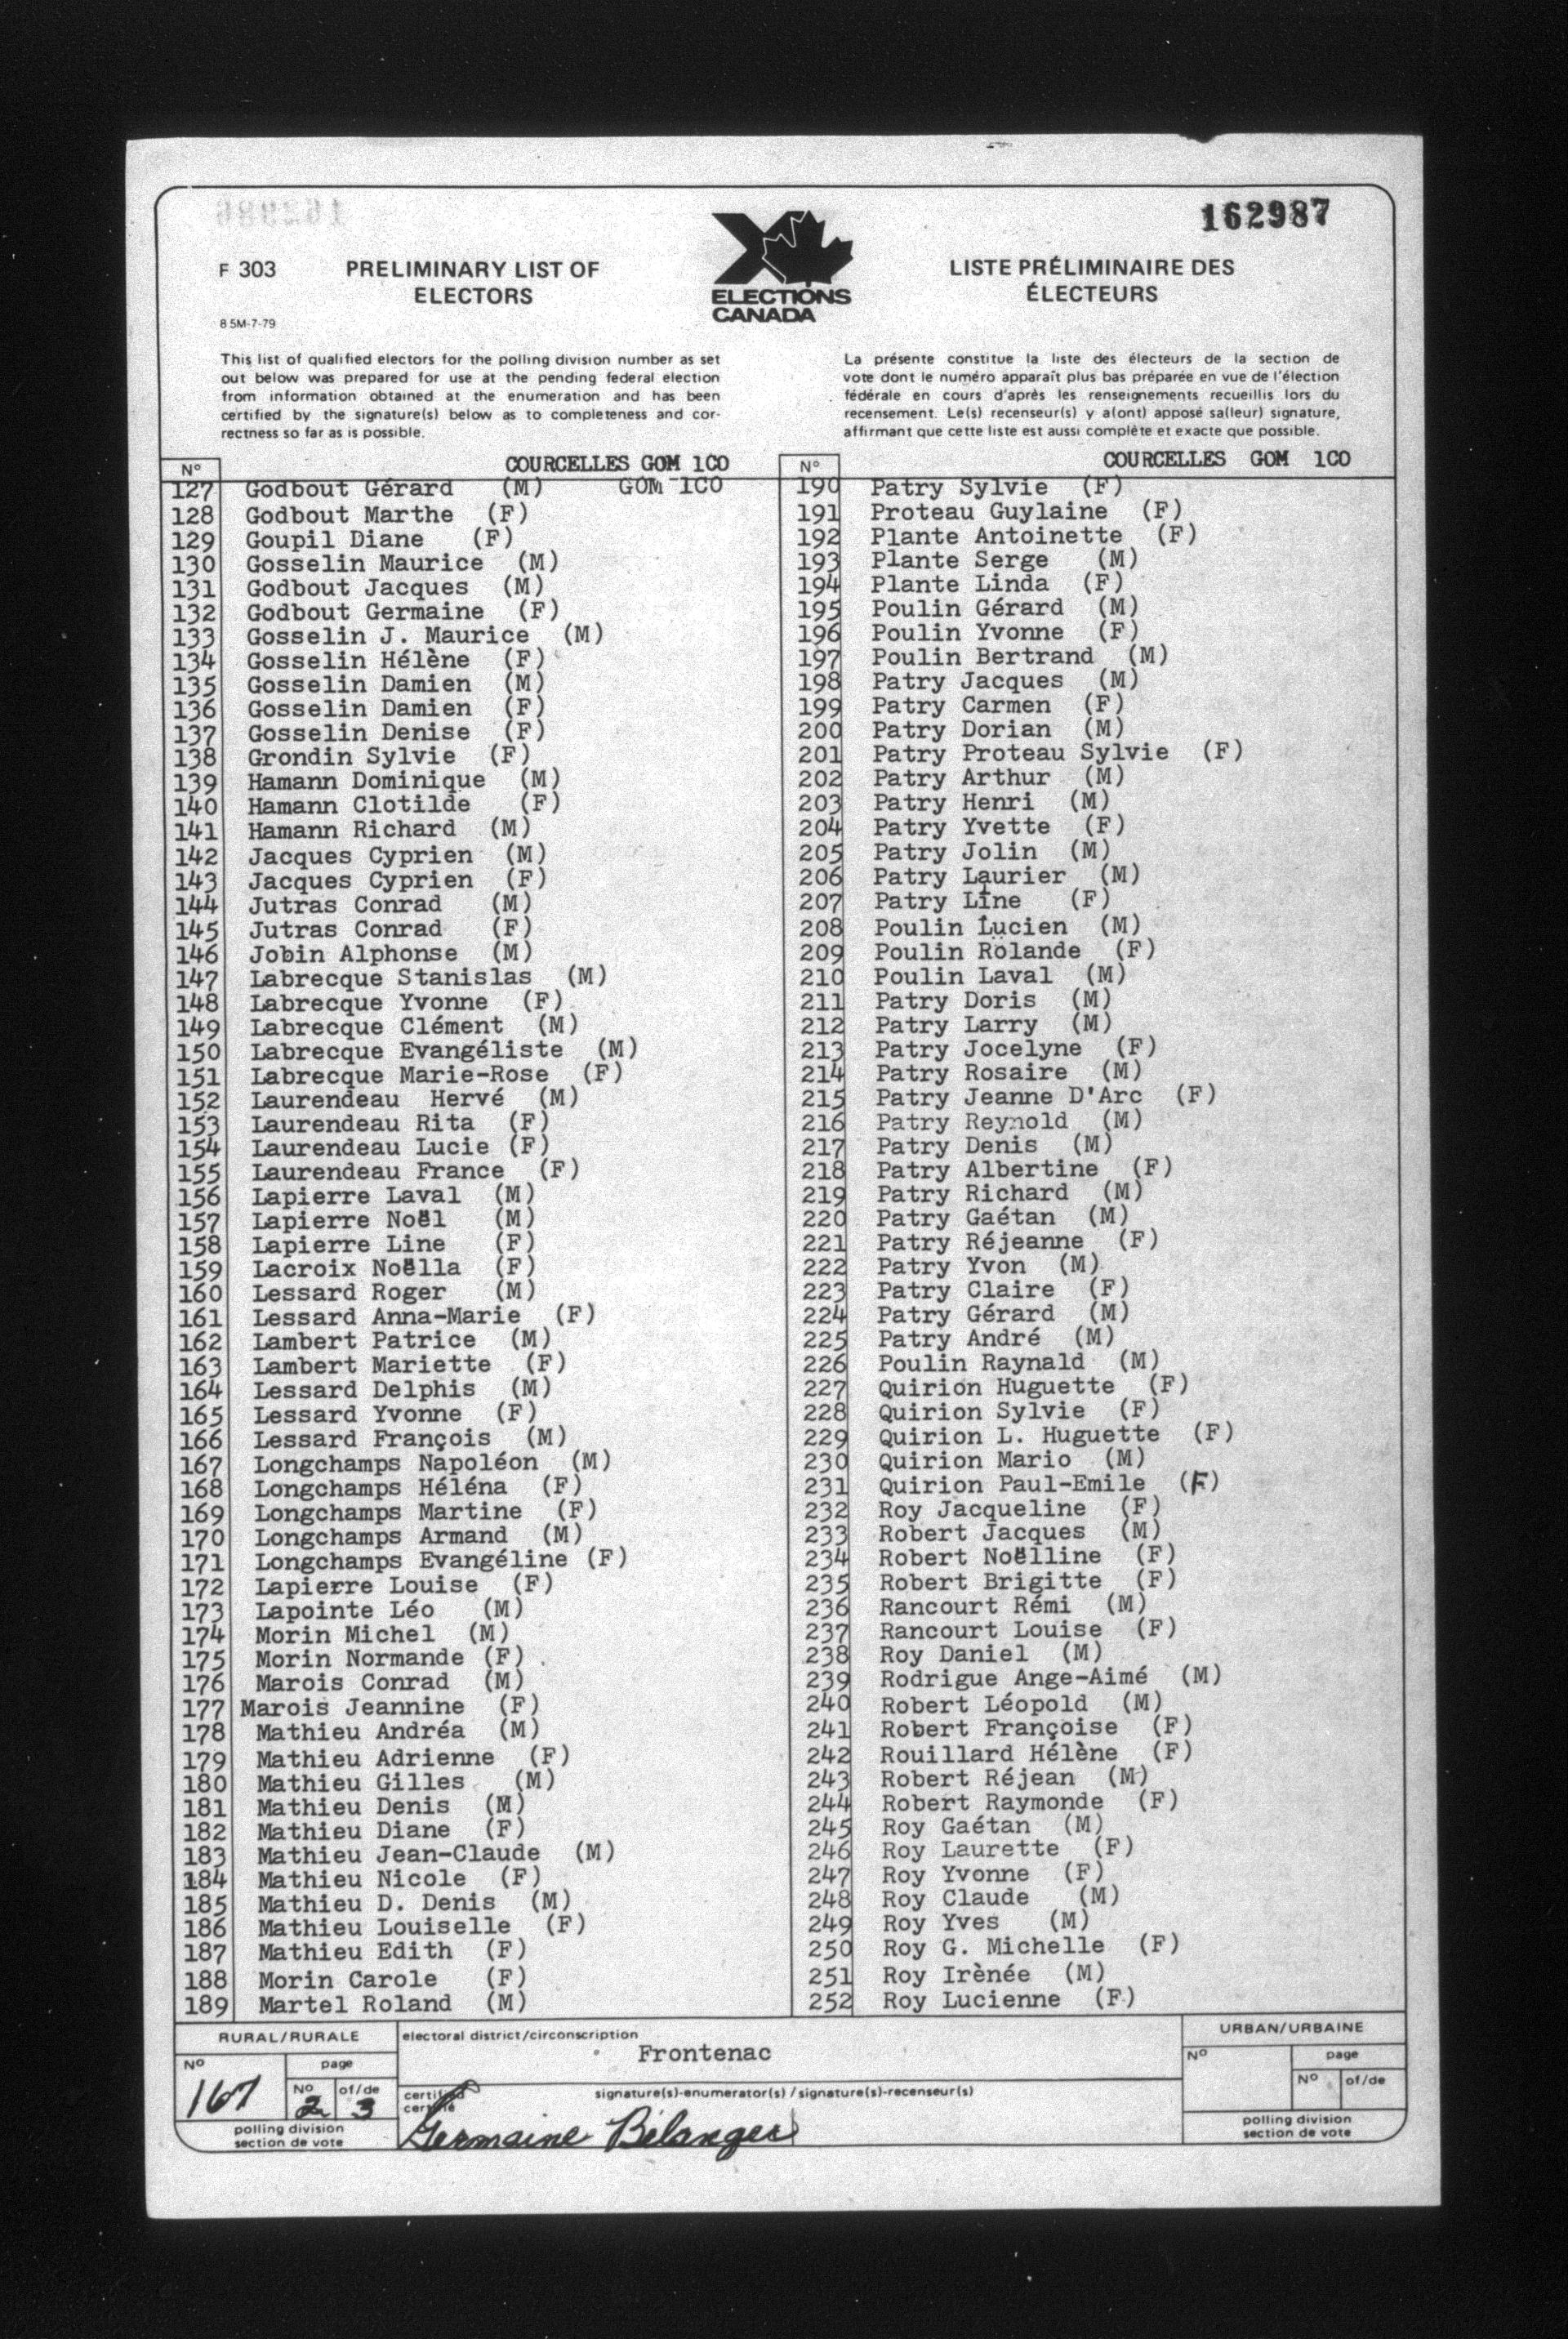 162987
F 303
PRELIMINARY LIST OF
ELECTORS
8 5M-7-79
ELECTIONS
CANADA
LISTE PRÉLIMINAIRE DES
ÉLECTEURS
This list of qualified electors for the polling division number as set
out below was prepared for use at the pending federal election
from information obtained at the enumeration and has been
certified by the signature(s) below as to completeness and cor-
rectness so far as is possible.
La présente constitue la liste des électeurs de la section de
vote dont le numéro apparaît plus bas préparée en vue de l'élection
fédérale en cours d'après les renseignements recueillis lors du
recensement. Le(s) recenseur(s) y a(ont) apposé sa(leur) signature,
affirmant que cette liste est aussi complète et exacte que possible.
Nº COURCELLES GOM 1CO
127 Godbout Gérard (M) GOM 1CO
128 Godbout Marthe (F)
129 Goupil Diane (F)
130 Gosselin Maurice (M)
131 Godbout Jacques (M)
132 Godbout Germaine (F)
133 Gosselin J. Maurice (M)
134 Gosselin Hélène (F)
135 Gosselin Damien (M)
136 Gosselin Damien (F)
137 Gosselin Denise (F)
138 Grondin Sylvie (F)
139 Hamann Dominique (M)
140 Hamann Clotilde (F)
141 Hamann Richard (M)
142 Jacques Cyprien (M)
143 Jacques Cyprien (F)
144 Jutras Conrad (M)
145 Jutras Conrad (F)
146 Jobin Alphonse (M)
147 Labrecque Stanislas (M)
148 Labrecque Yvonne (F)
149 Labrecque Clément (M)
150 Labrecque Evangéliste (M)
151 Labrecque Marie-Rose (F)
152 Laurendeau Hervé (M)
153 Laurendeau Rita (F)
154 Laurendeau Lucie (F)
155 Laurendeau France (F)
156 Lapierre Laval (M)
157 Lapierre Noël (M)
158 Lapierre Line (F)
159 Lacroix Noëlla (F)
160 Lessard Roger (M)
161 Lessard Anna-Marie (F)
162 Lambert Patrice (M)
163 Lambert Mariette (F)
164 Lessard Delphis (M)
165 Lessard Yvonne (F)
166 Lessard François (M)
167 Longchamps Napoléon (M)
168 Longchamps Héléna (F)
169 Longchamps Martine (F)
170 Longchamps Armand (M)
171 Longchamps Evangéline (F)
172 Lapierre Louise (F)
173 Lapointe Léo (M)
174 Morin Michel (M)
175 Morin Normande (F)
176 Marois Conrad (M)
177 Marois Jeannine (F)
178 Mathieu Andréa (M)
179 Mathieu Adrienne (F)
180 Mathieu Gilles (M)
181 Mathieu Denis (M)
182 Mathieu Diane (F)
183 Mathieu Jean-Claude (M)
184 Mathieu Nicole (F)
185 Mathieu D. Denis (M)
186 Mathieu Louiselle (F)
187 Mathieu Edith (F)
188 Morin Carole (F)
189 Martel Roland (M)
Nº COURCELLES GOM 1CO
190 Patry Sylvie (F)
191 Proteau Guylaine (F)
192 Plante Antoinette (F)
193 Plante Serge (M)
194 Plante Linda (F)
195 Poulin Gérard (M)
196 Poulin Yvonne (F)
197 Poulin Bertrand (M)
198 Patry Jacques (M)
199 Patry Carmen (F)
200 Patry Dorian (M)
201 Patry Proteau Sylvie (F)
202 Patry Arthur (M)
203 Patry Henri (M)
204 Patry Yvette (F)
205 Patry Jolin (M)
206 Patry Laurier (M)
207 Patry Line (F)
208 Poulin Lucien (M)
209 Poulin Rolande (F)
210 Poulin Laval (M)
211 Patry Doris (M)
212 Patry Larry (M)
213 Patry Jocelyne (F)
214 Patry Rosaire (M)
215 Patry Jeanne D'Arc (F)
216 Patry Reynold (M)
217 Patry Denis (M)
218 Patry Albertine (F)
219 Patry Richard (M)
220 Patry Gaétan (M)
221 Patry Réjeanne (F)
222 Patry Yvon (M)
223 Patry Claire (F)
224 Patry Gérard (M)
225 Patry André (M)
226 Poulin Raynald (M)
227 Quirion Huguette (F)
228 Quirion Sylvie (F)
229 Quirion L. Huguette (F)
230 Quirion Mario (M)
231 Quirion Paul-Emile (F)
232 Roy Jacqueline (F)
233 Robert Jacques (M)
234 Robert Noëlline (F)
235 Robert Brigitte (F)
236 Rancourt Rémi (M)
237 Rancourt Louise (F)
238 Roy Daniel (M)
239 Rodrigue Ange-Aimé (M)
240 Robert Léopold (M)
241 Robert Françoise (F)
242 Rouillard Hélène (F)
243 Robert Réjean (M)
244 Robert Raymonde (F)
245 Roy Gaétan (M)
246 Roy Laurette (F)
247 Roy Yvonne (F)
248 Roy Claude (M)
249 Roy Yves (M)
250 Roy G. Michelle (F)
251 Roy Irènée (M)
252 Roy Lucienne (F)
RURAL/RURALE
Nº 167
page
Nº 2 of/de 3
polling division
section de vote
electoral district/circonscription
Frontenac
certified
certifié
signature(s)-enumerator(s) / signature(s)-recenseur(s)
Germaine Bélanger
URBAN/URBAINE
Nº
page
Nº of/de
polling division
section de vote